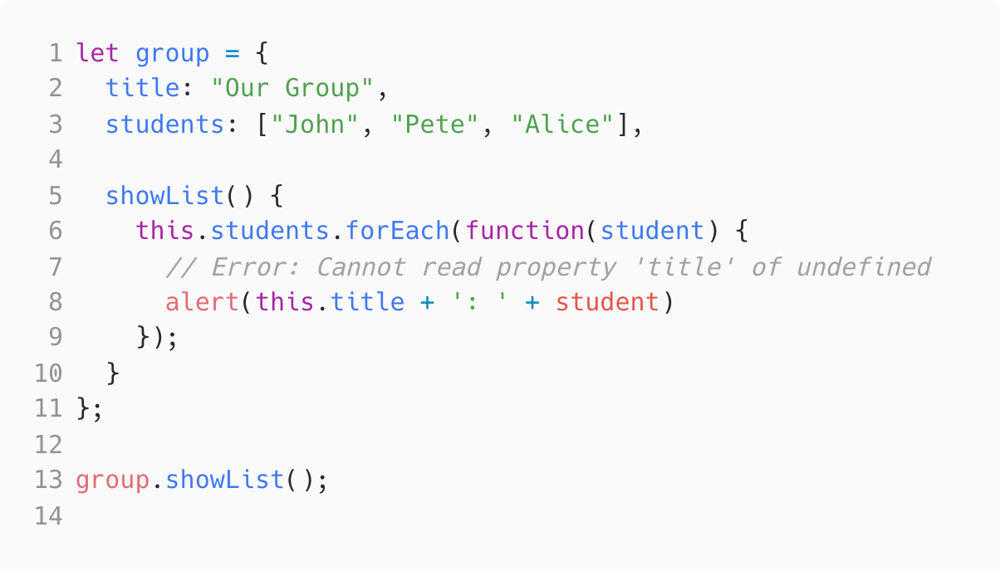 1 let group = {
2   title: "Our Group",
3   students: ["John", "Pete", "Alice"],
4
5   showList() {
6     this.students.forEach(function(student) {
7       // Error: Cannot read property 'title' of undefined
8       alert(this.title + ': ' + student)
9     });
10   }
11 };
12
13 group.showList();
14